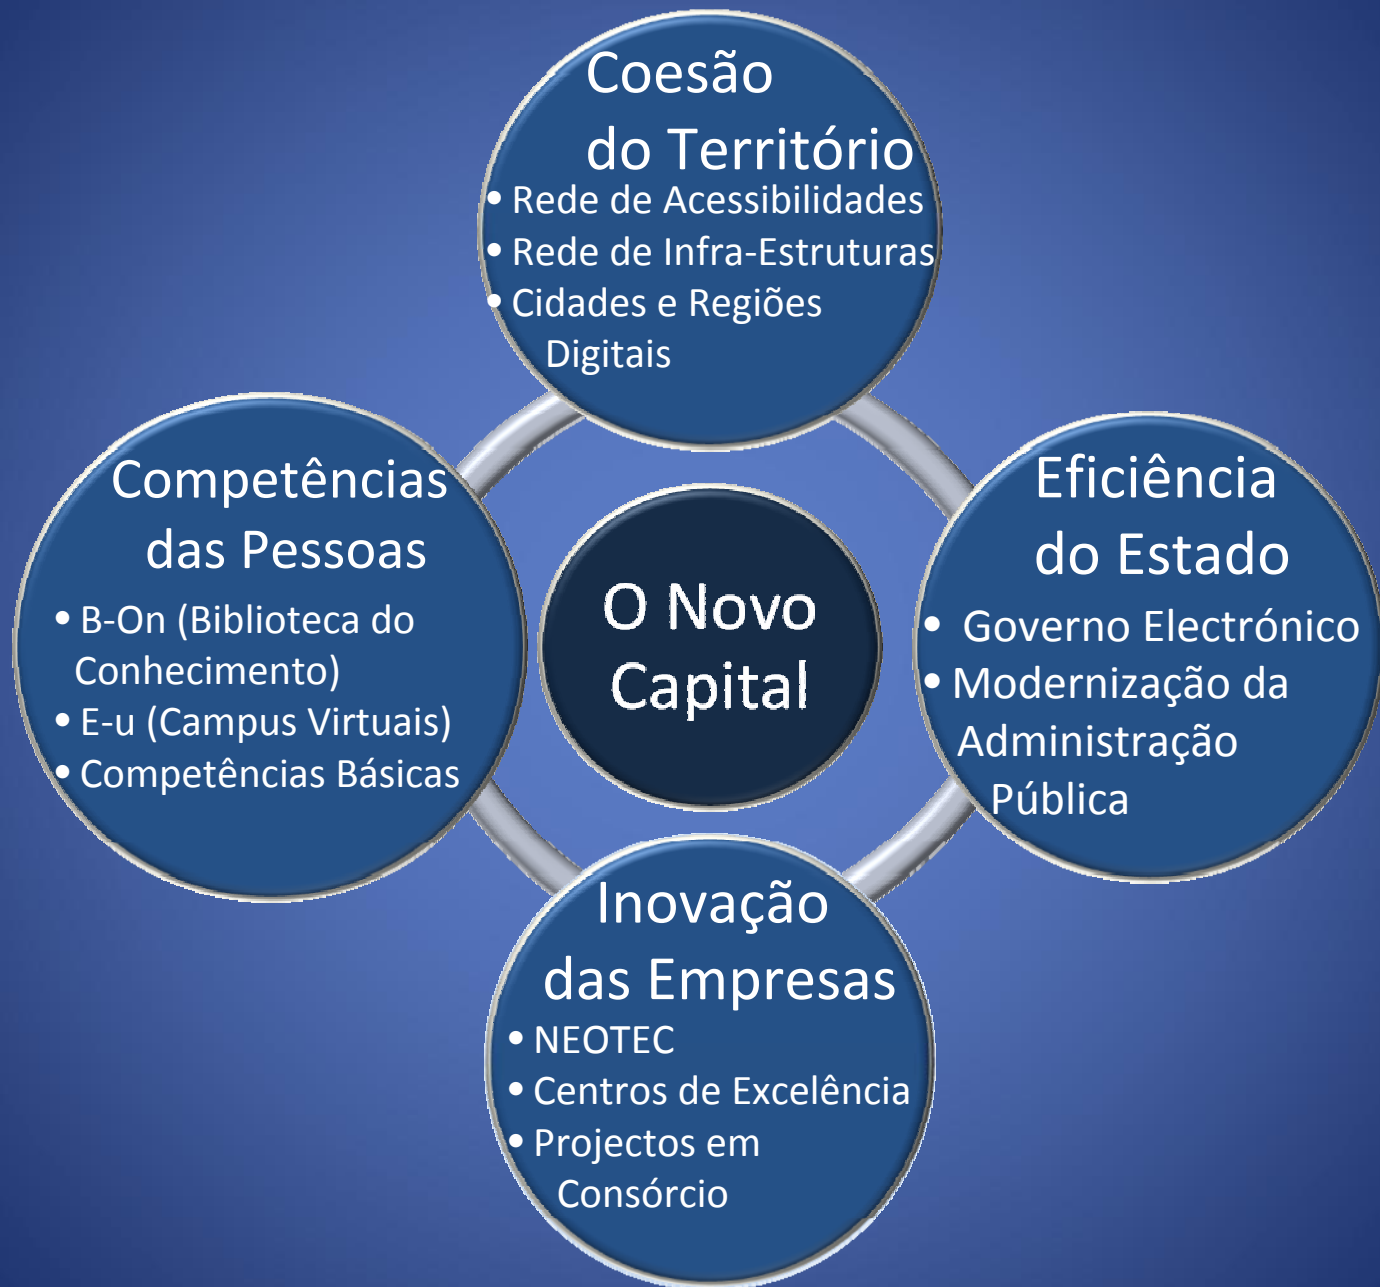 Coesão
do Território
• Rede de Acessibilidades
• Rede de Infra-Estruturas
• Cidades e Regiões
Digitais
Competências
das Pessoas
• B-On (Biblioteca do
Conhecimento)
• E-u (Campus Virtuais)
• Competências Básicas
O Novo
Capital
Eficiência
do Estado
• Governo Electrónico
• Modernização da
Administração
Pública
Inovação
das Empresas
• NEOTEC
• Centros de Excelência
• Projectos em
Consórcio